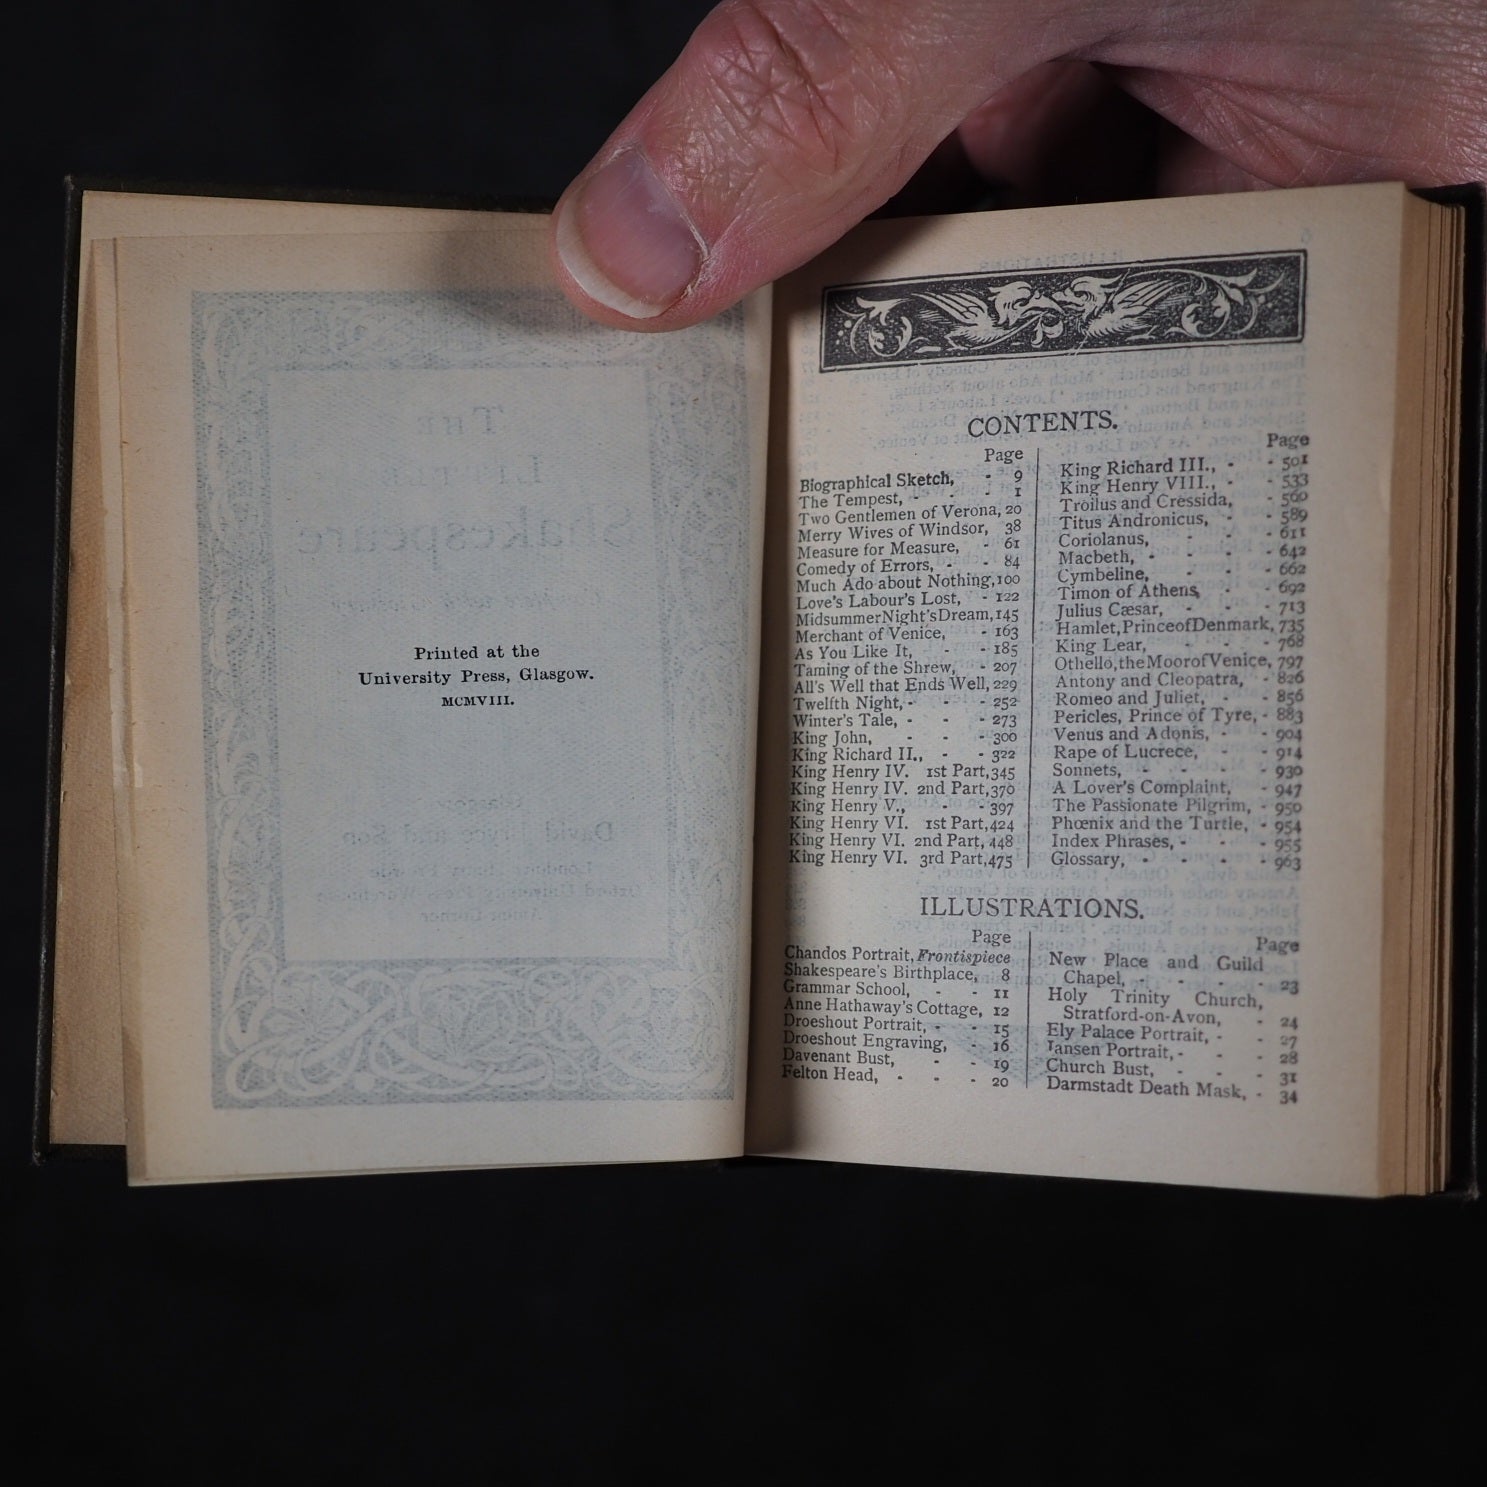 Printed at the
University Press, Glasgow.
MCMVIII.
CONTENTS.
Page
Biographical Sketch, - 9
The Tempest, - - - 1
Two Gentlemen of Verona, 20
Merry Wives of Windsor, 38
Measure for Measure, - 61
Comedy of Errors, - - 84
Much Ado about Nothing, 100
Love's Labour's Lost, - 122
Midsummer Night's Dream, 145
Merchant of Venice, - 163
As You Like It, - - 185
Taming of the Shrew, - 207
All's Well that Ends Well, 229
Twelfth Night, - - - 252
Winter's Tale, - - - 273
King John, - - - 300
King Richard II., - - 322
King Henry IV. 1st Part, 345
King Henry IV. 2nd Part, 370
King Henry V., - - - 397
King Henry VI. 1st Part, 424
King Henry VI. 2nd Part, 448
King Henry VI. 3rd Part, 475
Page
King Richard III., - - 501
King Henry VIII., - - 533
Troilus and Cressida, - 560
Titus Andronicus, - - 589
Coriolanus, - - - 611
Macbeth, - - - - 642
Cymbeline, - - - 662
Timon of Athens, - - 692
Julius Cæsar, - - - 713
Hamlet, Prince of Denmark, 735
King Lear, - - - 768
Othello, the Moor of Venice, 797
Antony and Cleopatra, - 826
Romeo and Juliet, - - 856
Pericles, Prince of Tyre, - 883
Venus and Adonis, - - 904
Rape of Lucrece, - - 914
Sonnets, - - - - 930
A Lover's Complaint, - 947
The Passionate Pilgrim, - 950
Phœnix and the Turtle, - 954
Index Phrases, - - - 955
Glossary, - - - - 963
ILLUSTRATIONS.
Page
Chandos Portrait, Frontispiece
Shakespeare's Birthplace, 8
Grammar School, - - 11
Anne Hathaway's Cottage, 12
Droeshout Portrait, - - 15
Droeshout Engraving, - 16
Davenant Bust, - - 19
Felton Head, - - - 20
Page
New Place and Guild
Chapel, - - - - 23
Holy Trinity Church,
Stratford-on-Avon, - 24
Ely Palace Portrait, - - 27
Jansen Portrait, - - - 28
Church Bust, - - - 31
Darmstadt Death Mask, - 34